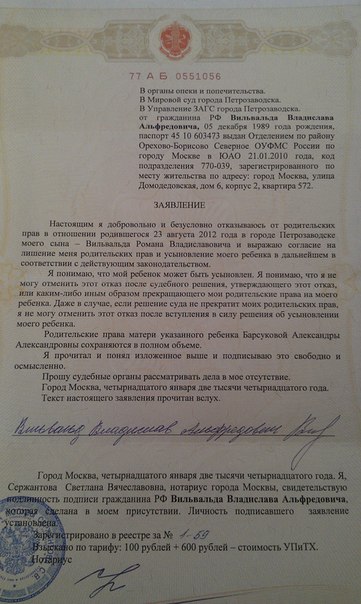 77 А Б 0551056
В органы опеки и попечительства.
В Мировой суд города Петрозаводска.
В Управление ЗАГС города Петрозаводска.
от гражданина РФ Вильвальда Владислава
Альфредовича, 05 декабря 1989 года рождения,
паспорт 45 10 603473 выдан Отделением по району
Орехово-Борисово Северное ОУФМС России по
городу Москве в ЮАО 21.01.2010 года, код
подразделения 770-039, зарегистрированного по
месту жительства по адресу: город Москва, улица
Домодедовская, дом 6, корпус 2, квартира 572.
ЗАЯВЛЕНИЕ
Настоящим я добровольно и безусловно отказываюсь от родительских
прав в отношении родившегося 23 августа 2012 года в городе Петрозаводске
моего сына – Вильвальда Романа Владиславовича и выражаю согласие на
лишение меня родительских прав и усыновление моего ребенка в дальнейшем в
соответствии с действующим законодательством.
Я понимаю, что мой ребенок может быть усыновлен. Я понимаю, что я не
могу отменить этот отказ после судебного решения, утверждающего этот отказ,
или каким-либо иным образом прекращающего мои родительские права на моего
ребенка. Даже в случае, если решение суда не прекратит моих родительских прав,
я не могу отменить этот отказ после вступления в силу решения об усыновлении
моего ребенка.
Родительские права матери указанного ребенка Барсуковой Александры
Александровны сохраняются в полном объеме.
Я прочитал и понял изложенное выше и подписываю это свободно и
осмысленно.
Прошу судебные органы рассматривать дела в мое отсутствие.
Город Москва, четырнадцатого января две тысячи четырнадцатого года.
Текст настоящего заявления прочитан вслух.
Вильвальд Владислав Альфредович
Город Москва, четырнадцатого января две тысячи четырнадцатого года. Я,
Сержантова Светлана Вячеславовна, нотариус города Москвы, свидетельствую
подлинность подписи гражданина РФ Вильвальда Владислава Альфредовича,
которая сделана в моем присутствии. Личность подписавшего заявление
установлена.
Зарегистрировано в реестре за № 1-59
Взыскано по тарифу: 100 рублей + 600 рублей – стоимость УПиТХ.
Нотариус